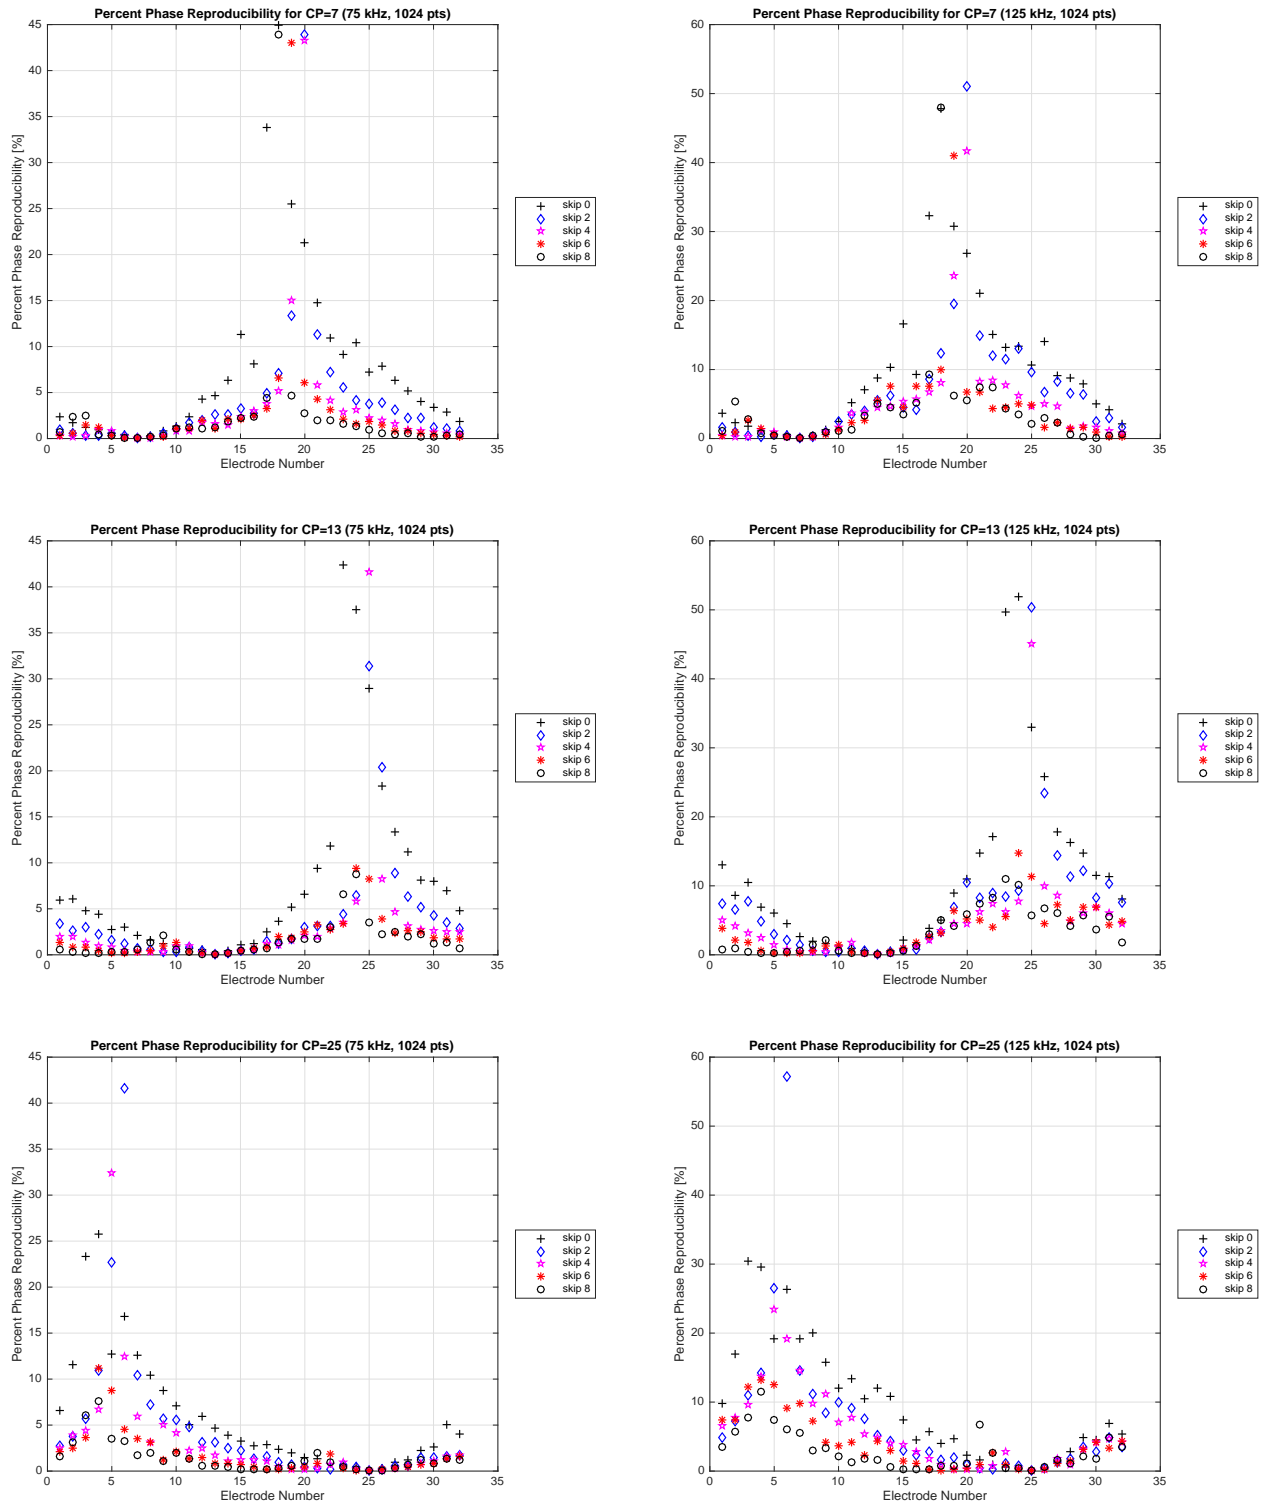 Percent Phase Reproducibility for CP=7 (75 kHz, 1024 pts)
45
40
35
30
25
20
15
10
5
0
Percent Phase Reproducibility [%]
0 5 10 15 20 25 30 35
Electrode Number
skip 0
skip 2
skip 4
skip 6
skip 8
Percent Phase Reproducibility for CP=7 (125 kHz, 1024 pts)
60
50
40
30
20
10
0
Percent Phase Reproducibility [%]
0 5 10 15 20 25 30 35
Electrode Number
skip 0
skip 2
skip 4
skip 6
skip 8
Percent Phase Reproducibility for CP=13 (75 kHz, 1024 pts)
45
40
35
30
25
20
15
10
5
0
Percent Phase Reproducibility [%]
0 5 10 15 20 25 30 35
Electrode Number
skip 0
skip 2
skip 4
skip 6
skip 8
Percent Phase Reproducibility for CP=13 (125 kHz, 1024 pts)
60
50
40
30
20
10
0
Percent Phase Reproducibility [%]
0 5 10 15 20 25 30 35
Electrode Number
skip 0
skip 2
skip 4
skip 6
skip 8
Percent Phase Reproducibility for CP=25 (75 kHz, 1024 pts)
45
40
35
30
25
20
15
10
5
0
Percent Phase Reproducibility [%]
0 5 10 15 20 25 30 35
Electrode Number
skip 0
skip 2
skip 4
skip 6
skip 8
Percent Phase Reproducibility for CP=25 (125 kHz, 1024 pts)
60
50
40
30
20
10
0
Percent Phase Reproducibility [%]
0 5 10 15 20 25 30 35
Electrode Number
skip 0
skip 2
skip 4
skip 6
skip 8